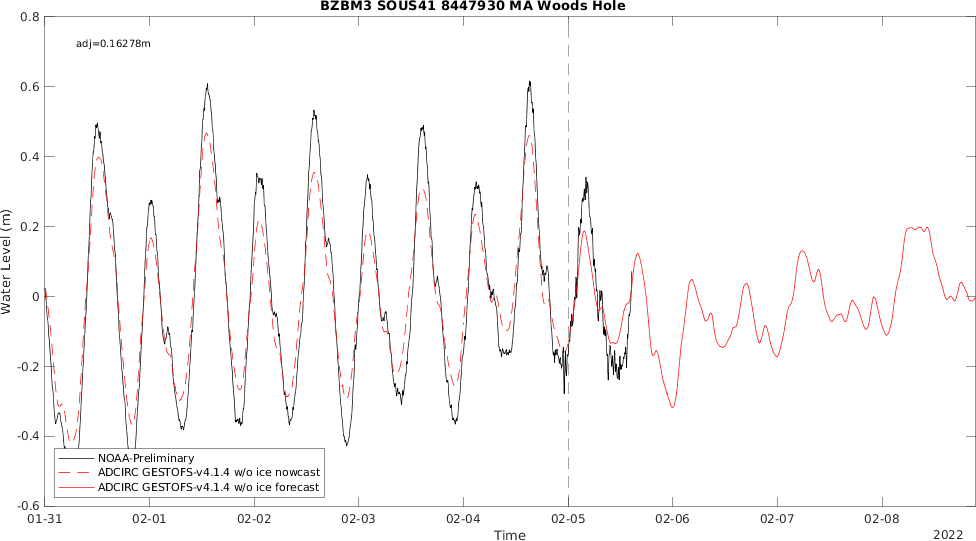 BZBM3 SOUS41 8447930 MA Woods Hole
adj=0.16278m
0.8
0.6
0.4
0.2
0
-0.2
-0.4
-0.6
Water Level (m)
NOAA-Preliminary
ADCIRC GESTOFS-v4.1.4 w/o ice nowcast
ADCIRC GESTOFS-v4.1.4 w/o ice forecast
01-31 02-01 02-02 02-03 02-04 02-05 02-06 02-07 02-08
Time
2022